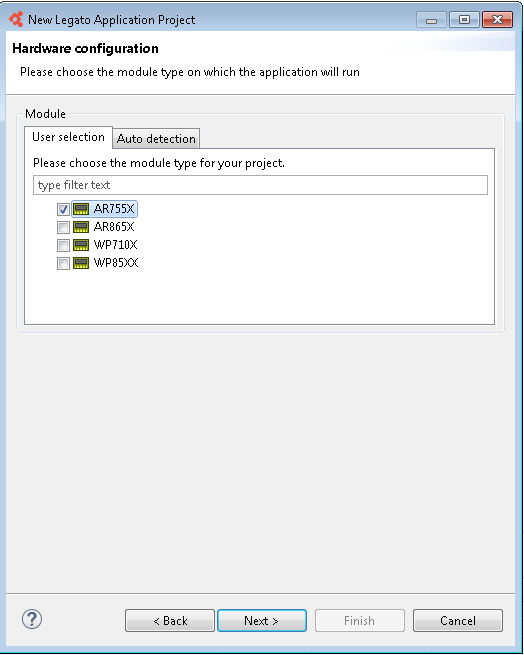 New Legato Application Project
Hardware configuration
Please choose the module type on which the application will run
Module
User selection
Auto detection
Please choose the module type for your project.
type filter text
AR755X
AR865X
WP710X
WP85XX
?
< Back
Next >
Finish
Cancel